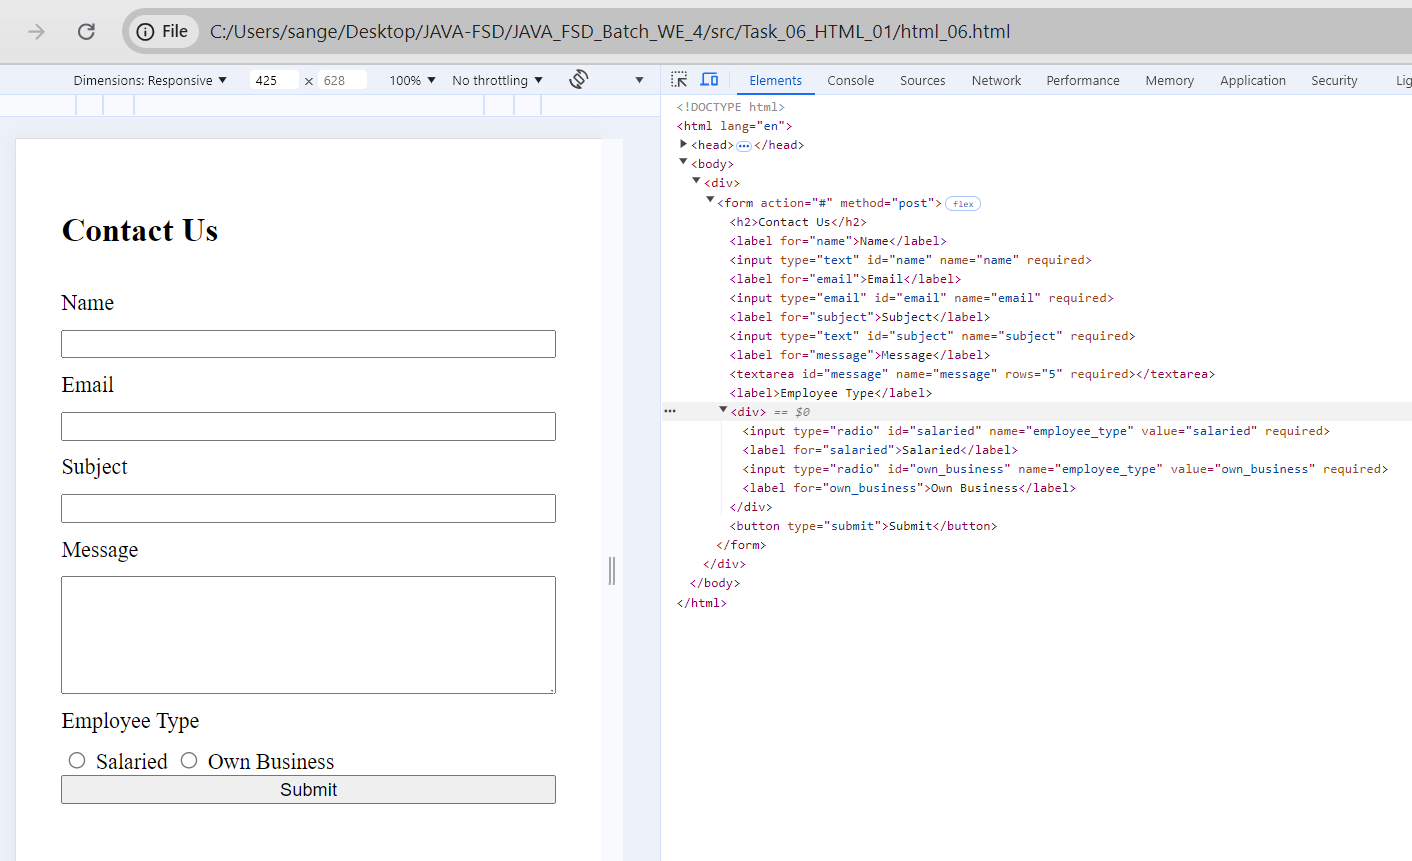 File C:/Users/sange/Desktop/JAVA-FSD/JAVA_FSD_Batch_WE_4/src/Task_06_HTML_01/html_06.html
Dimensions: Responsive ▼ 425 × 628 100% ▼ No throttling ▼
Contact Us
Name
Email
Subject
Message
Employee Type
Salaried Own Business
Submit
Elements Console Sources Network Performance Memory Application Security Lig
<!DOCTYPE html>
<html lang="en">
<head>…</head>
<body>
<div>
<form action="#" method="post"> flex
<h2>Contact Us</h2>
<label for="name">Name</label>
<input type="text" id="name" name="name" required>
<label for="email">Email</label>
<input type="email" id="email" name="email" required>
<label for="subject">Subject</label>
<input type="text" id="subject" name="subject" required>
<label for="message">Message</label>
<textarea id="message" name="message" rows="5" required></textarea>
<label>Employee Type</label>
… <div> == $0
<input type="radio" id="salaried" name="employee_type" value="salaried" required>
<label for="salaried">Salaried</label>
<input type="radio" id="own_business" name="employee_type" value="own_business" required>
<label for="own_business">Own Business</label>
</div>
<button type="submit">Submit</button>
</form>
</div>
</body>
</html>